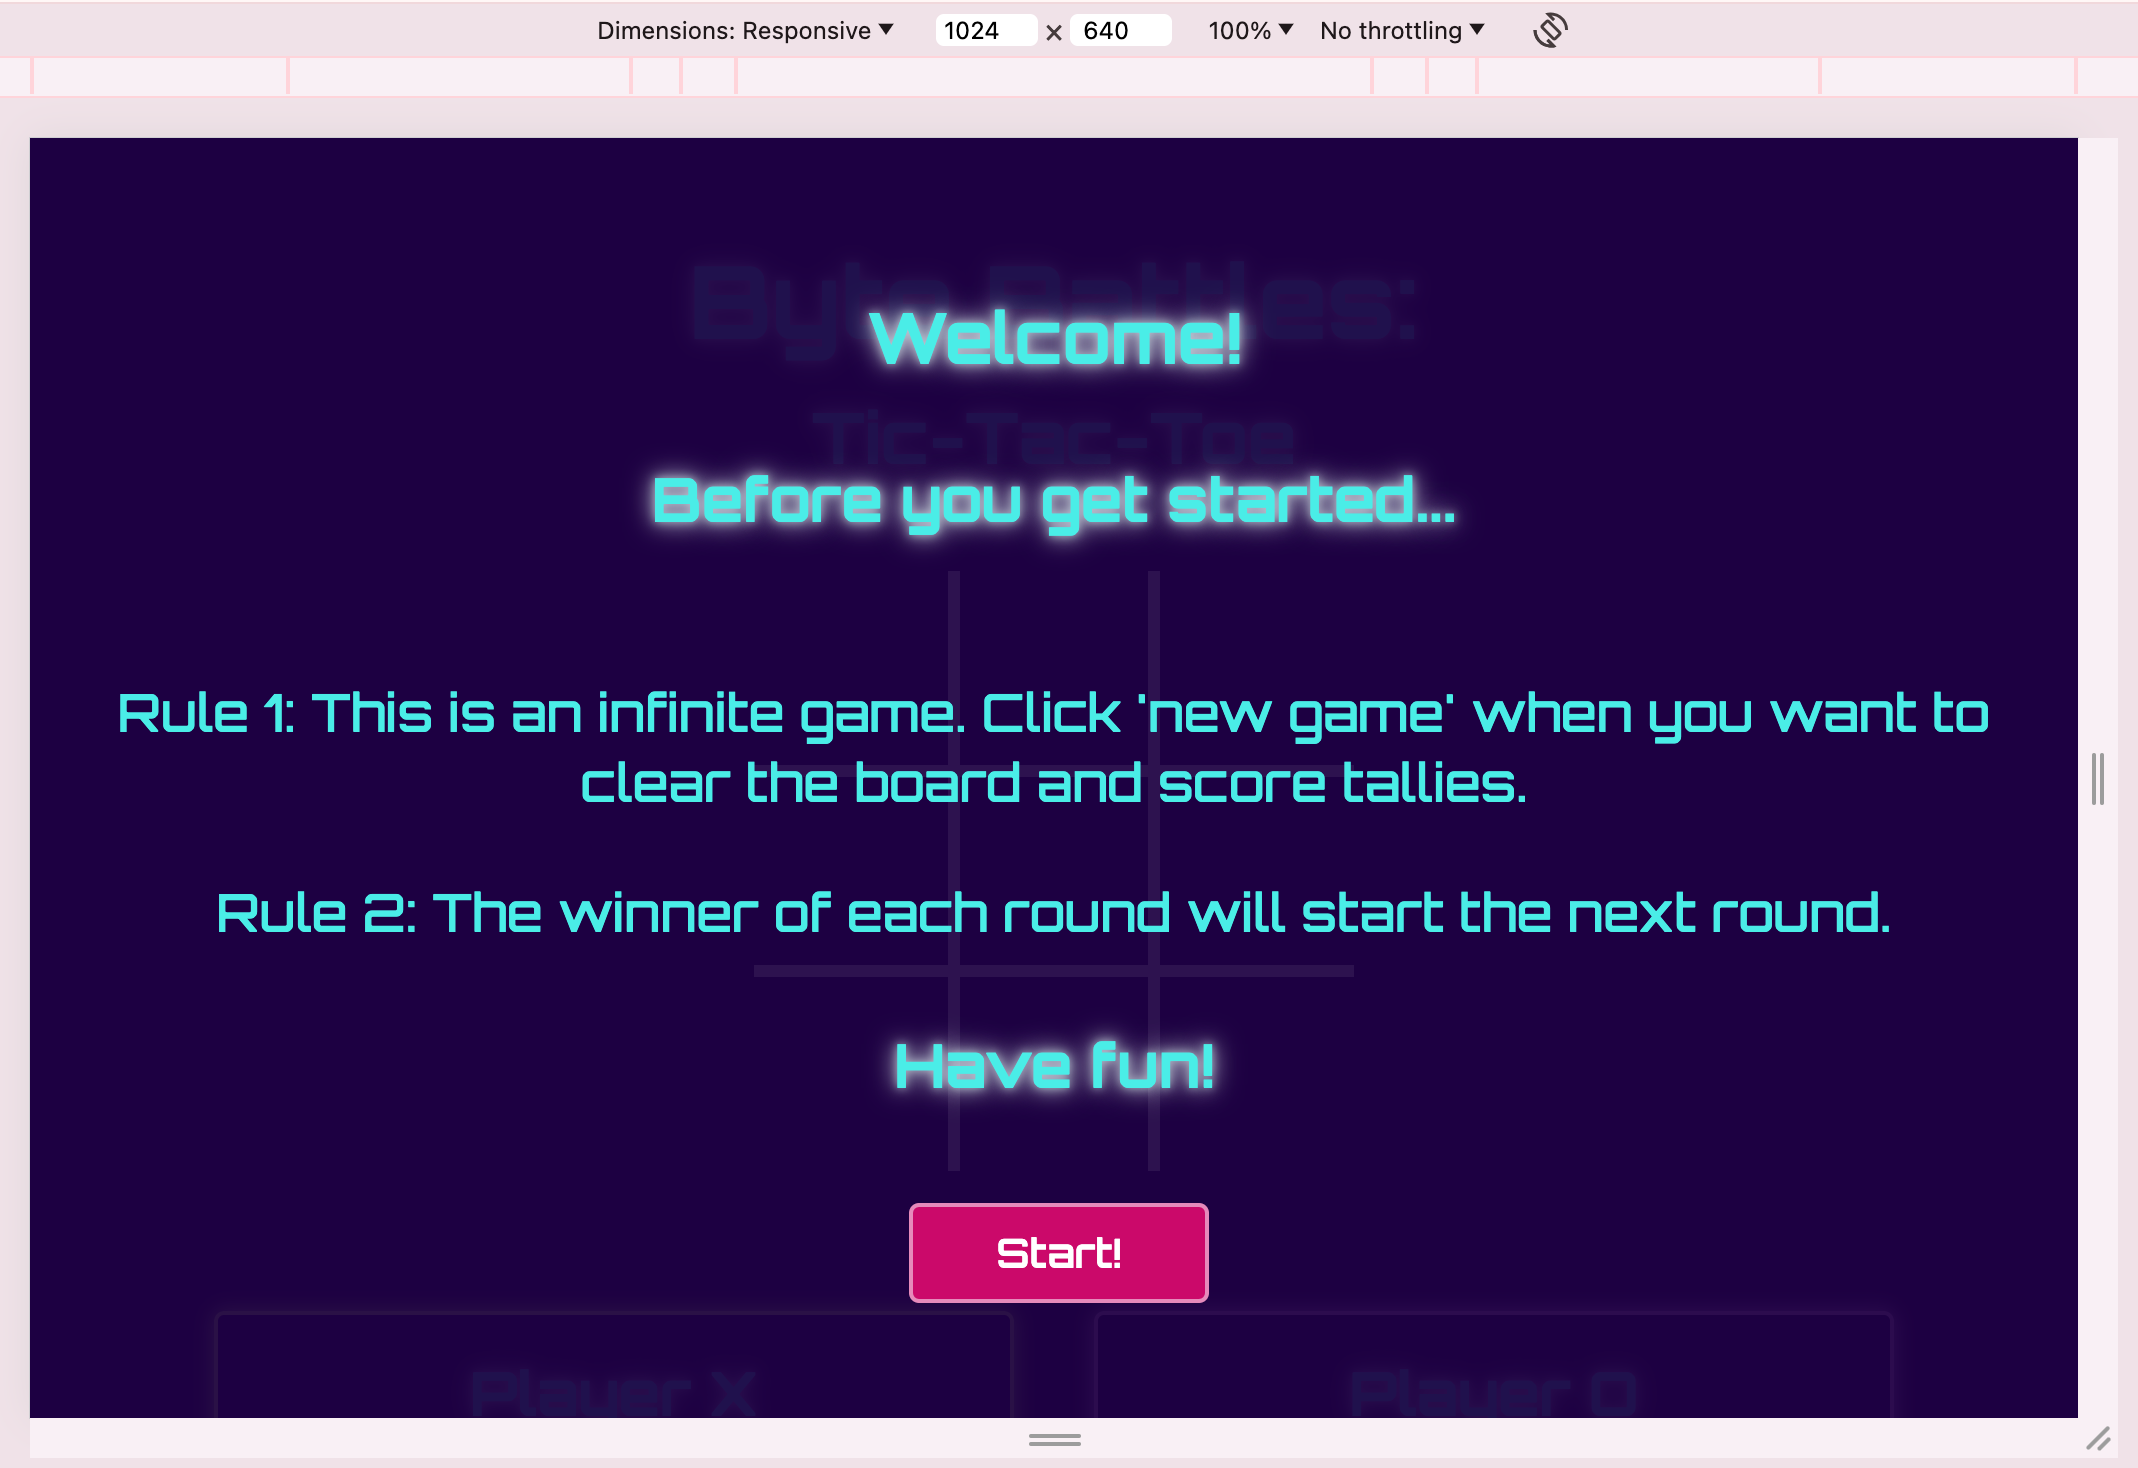 Dimensions: Responsive ▼ 1024 × 640 100% ▼ No throttling ▼
Byte Battles:
Welcome!
Tic-Tac-Toe
Before you get started...
Rule 1: This is an infinite game. Click 'new game' when you want to
clear the board and score tallies.
Rule 2: The winner of each round will start the next round.
Have fun!
Start!
Player X Player O